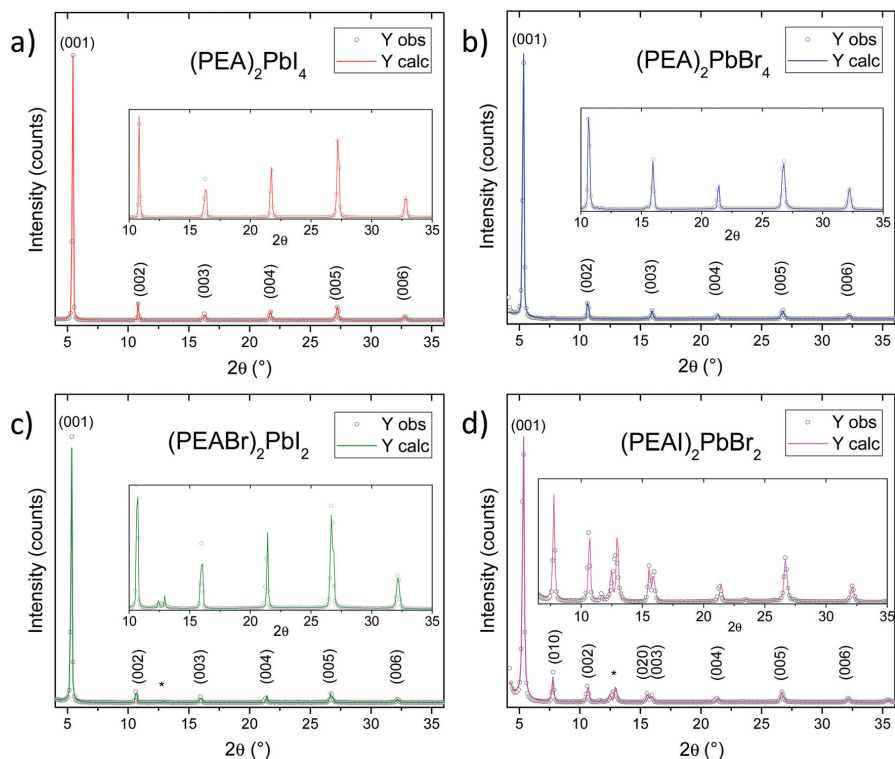 a)
(PEA)₂PbI₄
Y obs
Y calc
(001)
Intensity (counts)
10 15 20 25 30 35
2θ
(002) (003) (004) (005) (006)
5 10 15 20 25 30 35
2θ (°)
b)
(PEA)₂PbBr₄
Y obs
Y calc
(001)
Intensity (counts)
10 15 20 25 30 35
2θ
(002) (003) (004) (005) (006)
5 10 15 20 25 30 35
2θ (°)
c)
(PEABr)₂PbI₂
Y obs
Y calc
(001)
Intensity (counts)
10 15 20 25 30 35
2θ
(002) * (003) (004) (005) (006)
5 10 15 20 25 30 35
2θ (°)
d)
(PEAI)₂PbBr₂
Y obs
Y calc
(001)
Intensity (counts)
10 15 20 25 30 35
2θ
(010) (002) * (020) (003) (004) (005) (006)
5 10 15 20 25 30 35
2θ (°)